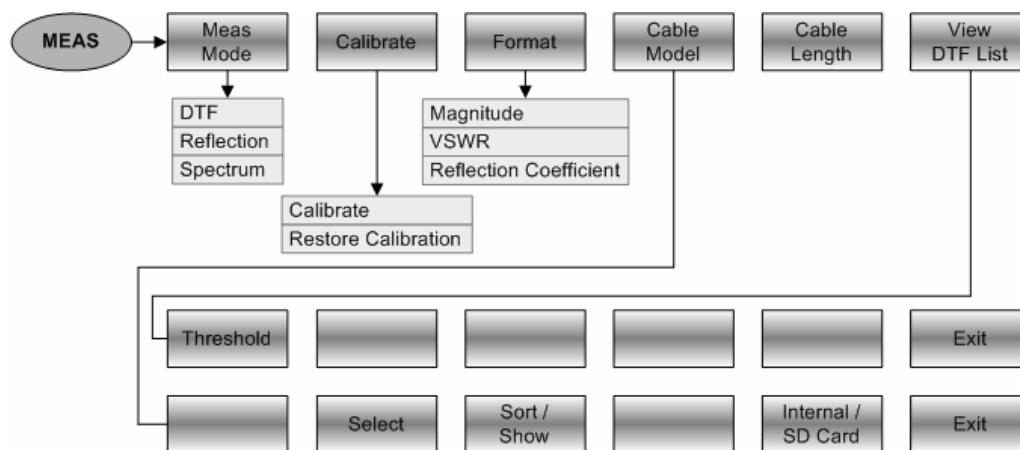 MEAS
Meas
Mode
Calibrate
Format
Cable
Model
Cable
Length
View
DTF List
DTF
Reflection
Spectrum
Magnitude
VSWR
Reflection Coefficient
Calibrate
Restore Calibration
Threshold
Exit
Select
Sort /
Show
Internal /
SD Card
Exit